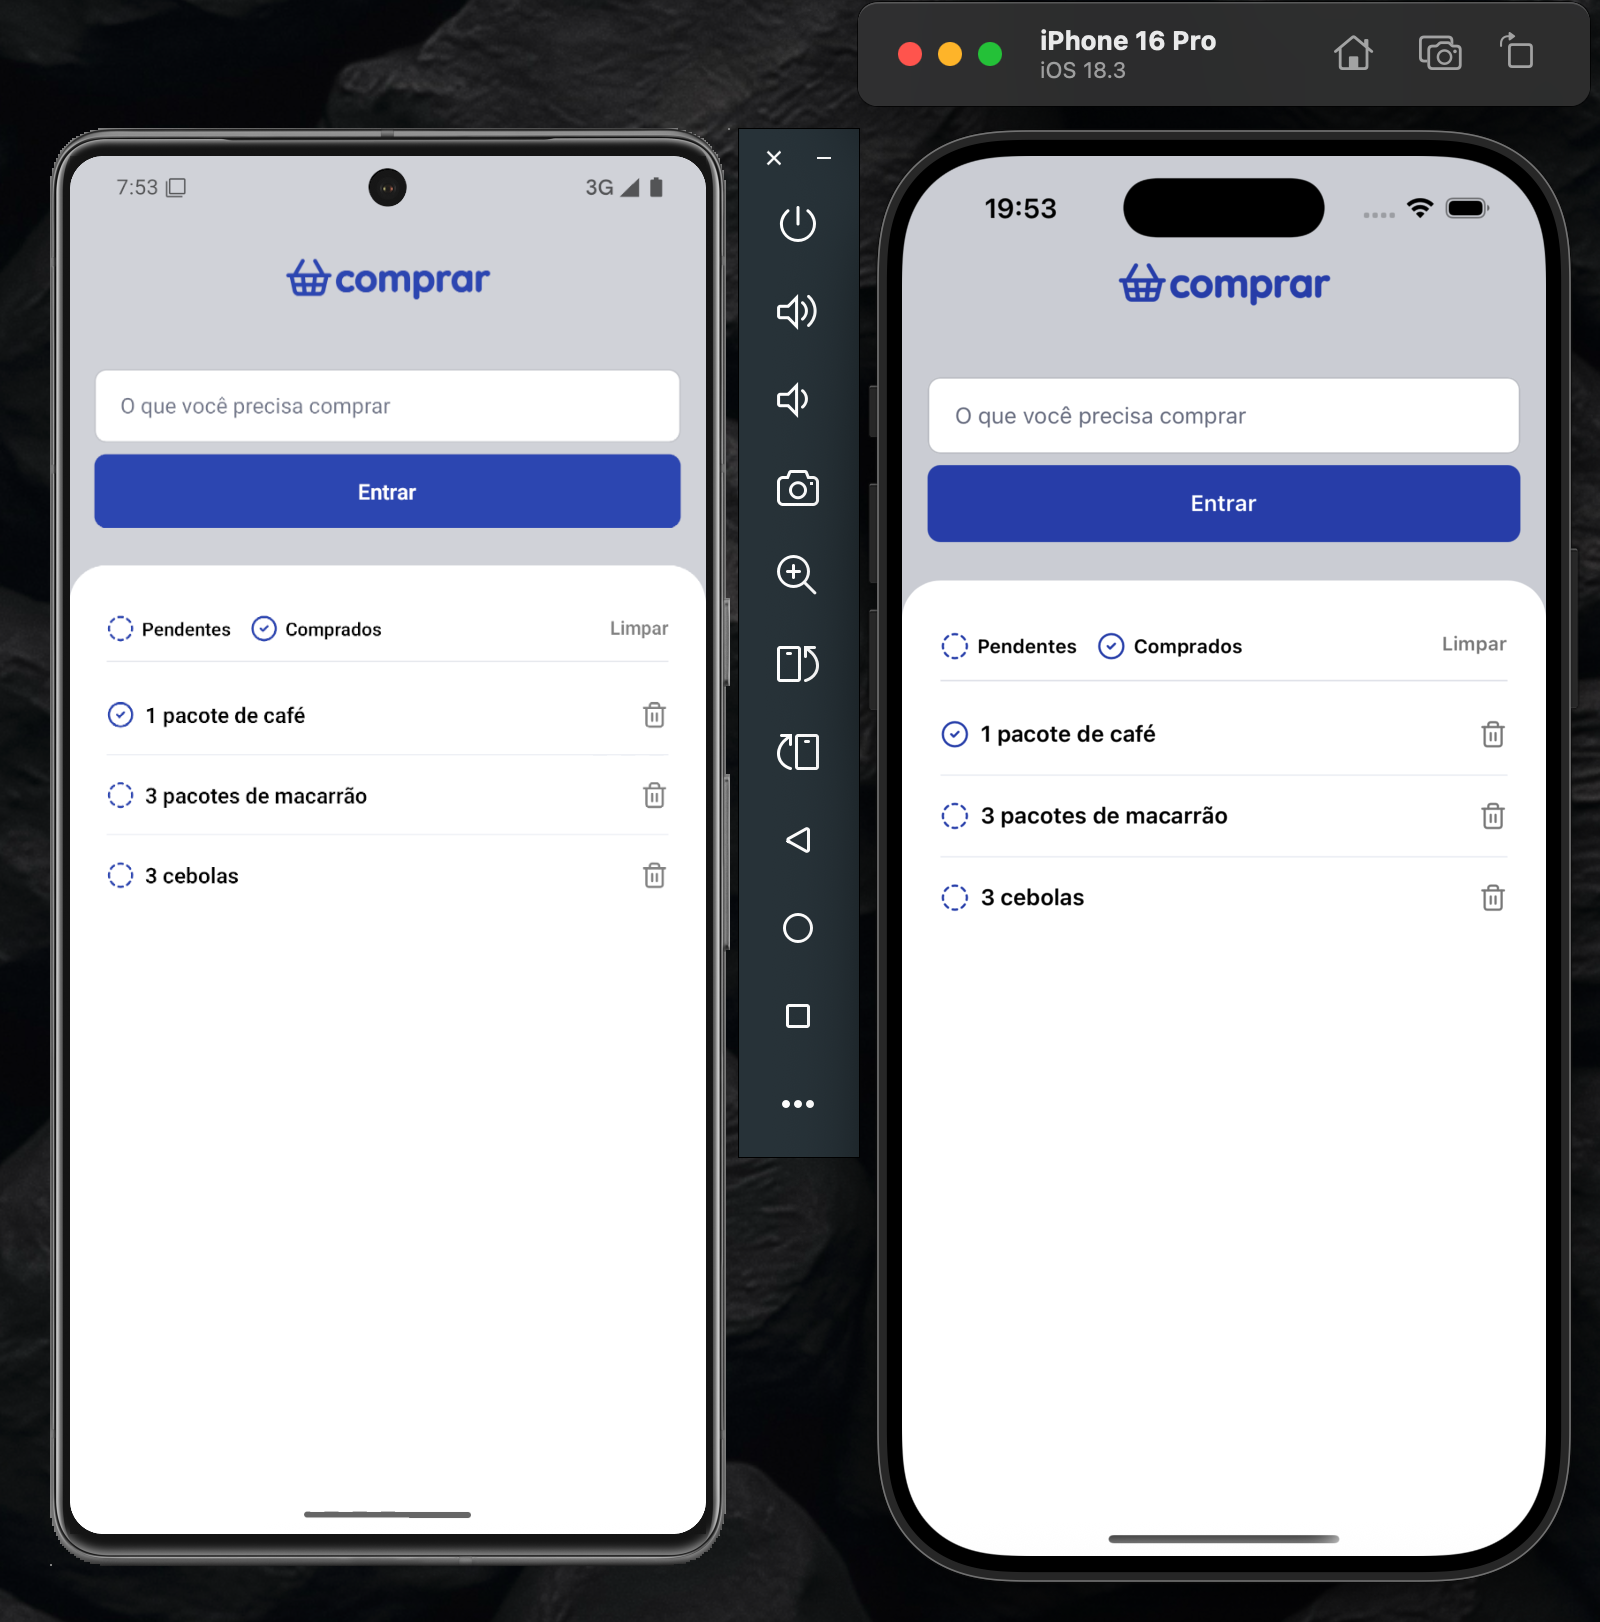 iPhone 16 Pro
iOS 18.3
7:53
3G
comprar
O que você precisa comprar
Entrar
Pendentes
Comprados
Limpar
1 pacote de café
3 pacotes de macarrão
3 cebolas
19:53
comprar
O que você precisa comprar
Entrar
Pendentes
Comprados
Limpar
1 pacote de café
3 pacotes de macarrão
3 cebolas